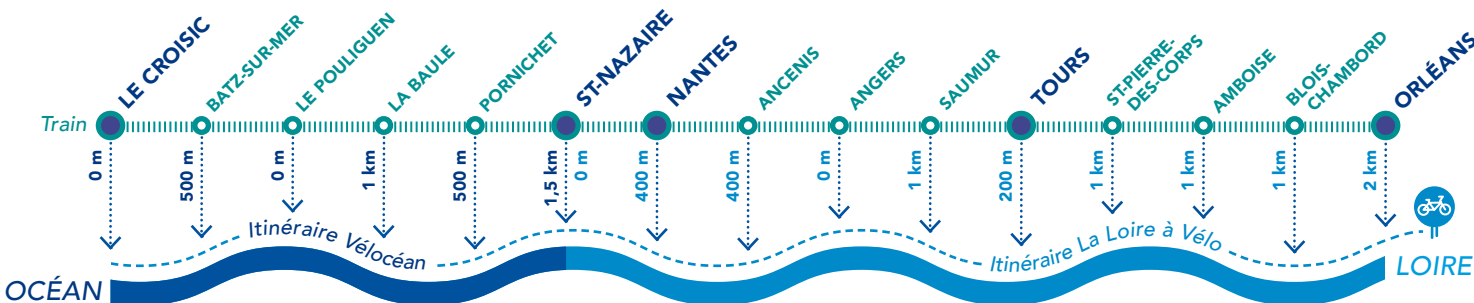 LE CROISIC
BATZ-SUR-MER
LE POULIGUEN
LA BAULE
PORNICHET
ST-NAZAIRE
NANTES
ANCENIS
ANGERS
SAUMUR
TOURS
ST-PIERRE-
DES-CORPS
AMBOISE
BLOIS-
CHAMBORD
ORLÉANS
Train
0 m
500 m
0 m
1 km
500 m
1,5 km
0 m
400 m
400 m
0 m
1 km
200 m
1 km
1 km
1 km
2 km
Itinéraire Vélocéan
Itinéraire La Loire à Vélo
OCÉAN
LOIRE